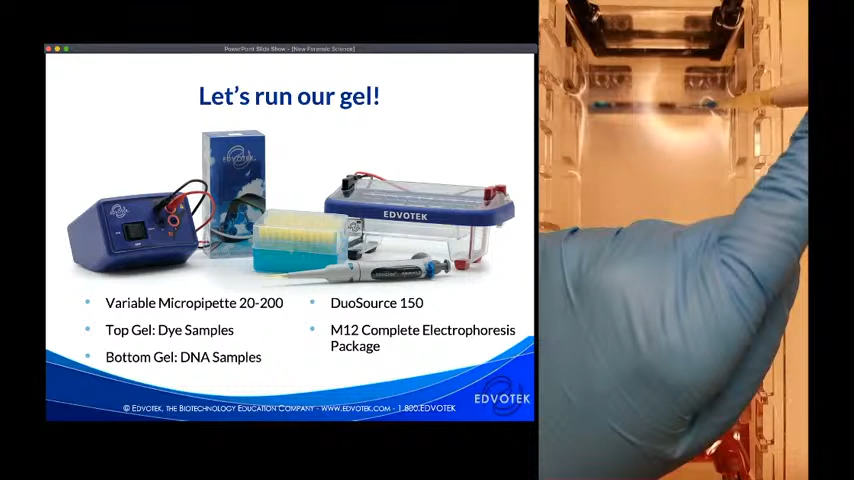 PowerPoint Slide Show - [New Forensic Science]
Let's run our gel!
EDVOTEK
EDVOTEK
• Variable Micropipette 20-200
• Top Gel: Dye Samples
• Bottom Gel: DNA Samples
• DuoSource 150
• M12 Complete Electrophoresis
Package
EDVOTEK
© EDVOTEK, THE BIOTECHNOLOGY EDUCATION COMPANY - WWW.EDVOTEK.COM - 1.800.EDVOTEK